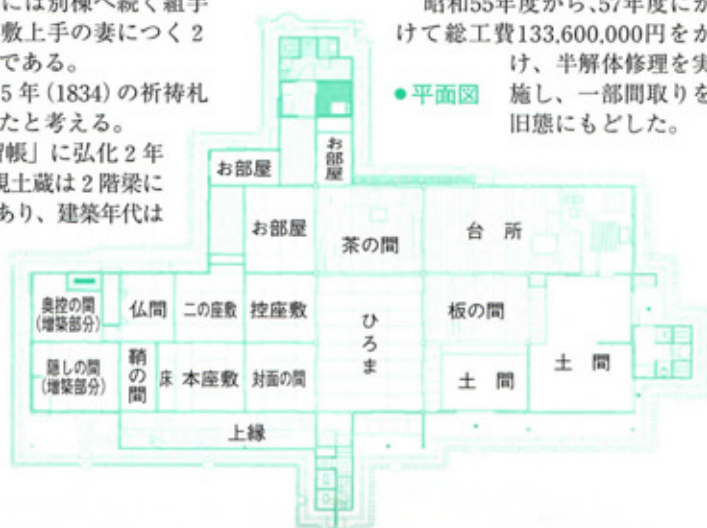 には別棟へ続く組手
敷上手の妻につく2
である。
5年(1834)の祈祷札
たと考える。
習帳」に弘化2年
現土蔵は2階梁に
あり、建築年代は
昭和55年度から、57年度にか
けて総工費133,600,000円をか
け、半解体修理を実
施し、一部間取りを
旧態にもどした。
●平面図
お部屋
お部屋
お部屋
茶の間
台所
奥控の間
(増築部分)
仏間
二の座敷
控座敷
ひろま
板の間
隠しの間
(増築部分)
鞘の間
床
本座敷
対面の間
土間
土間
上縁